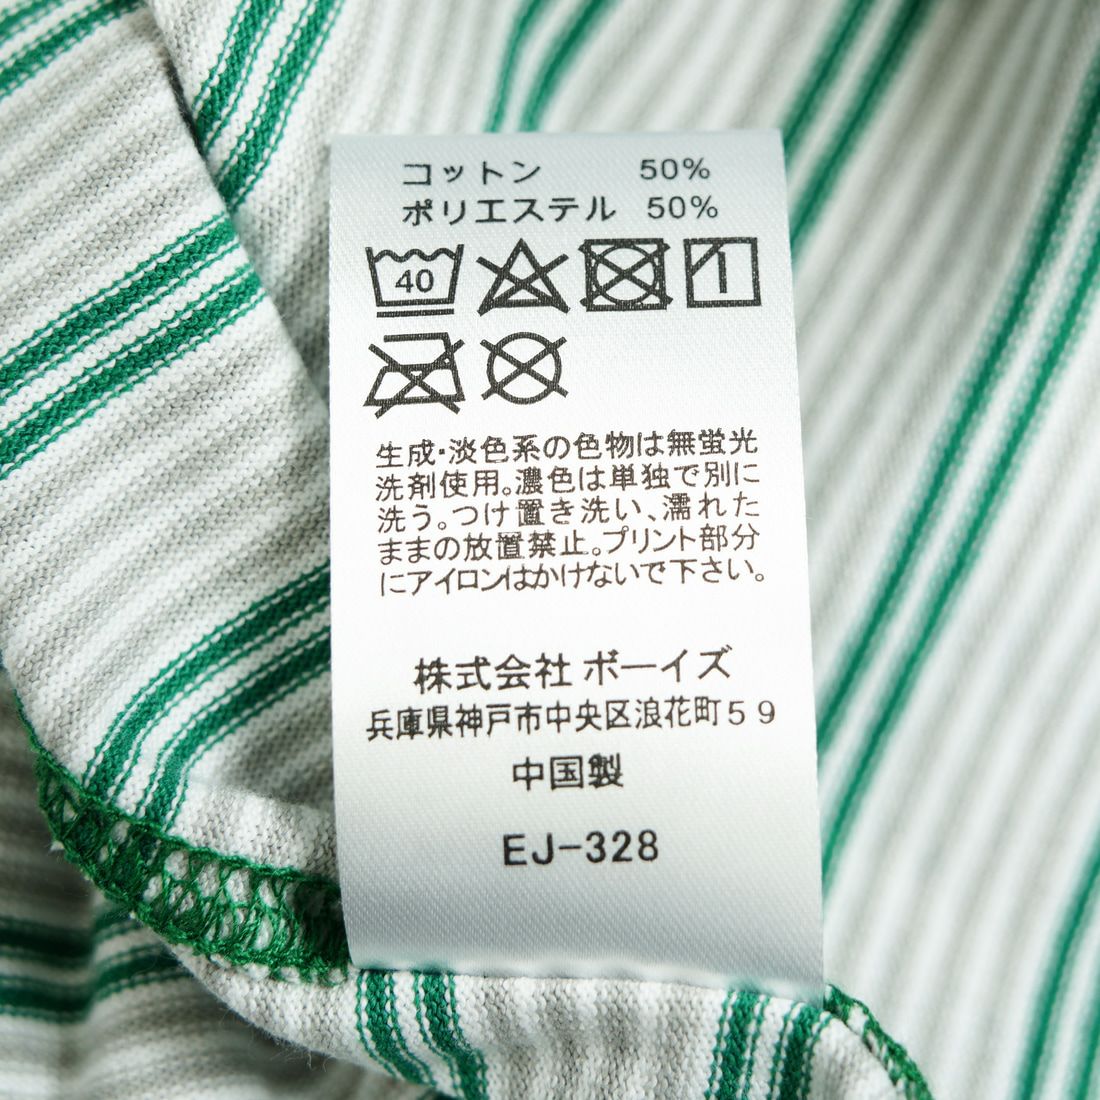 コットン 50%
ポリエステル 50%
40
生成・淡色系の色物は無蛍光
洗剤使用。濃色は単独で別に
洗う。つけ置き洗い、濡れた
ままの放置禁止。プリント部分
にアイロンはかけないで下さい。
株式会社 ボーイズ
兵庫県神戸市中央区浪花町59
中国製
EJ-328